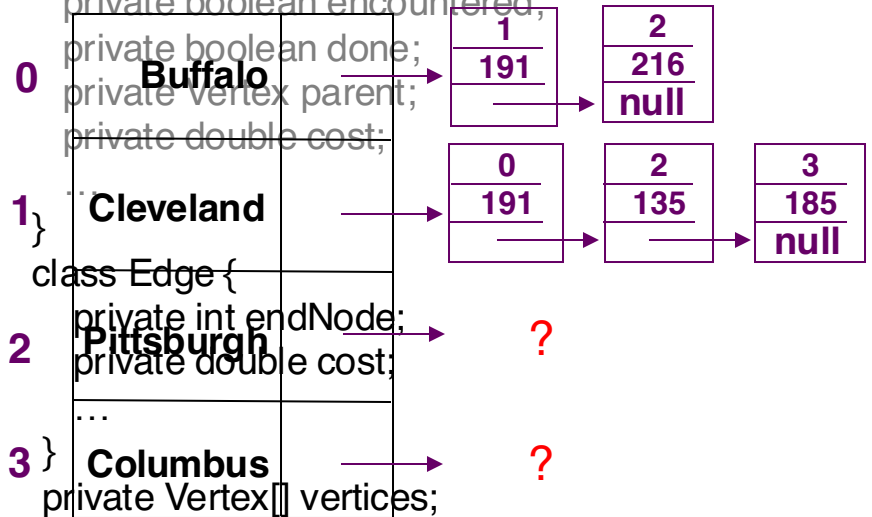 private boolean encountered;
private boolean done;
private Vertex parent;
private double cost;
…
}
class Edge {
private int endNode;
private double cost;
…
}
private Vertex[] vertices;
0 Buffalo
1 2
191 216
null
1 Cleveland
0 2 3
191 135 185
null
2 Pittsburgh ?
3 Columbus ?